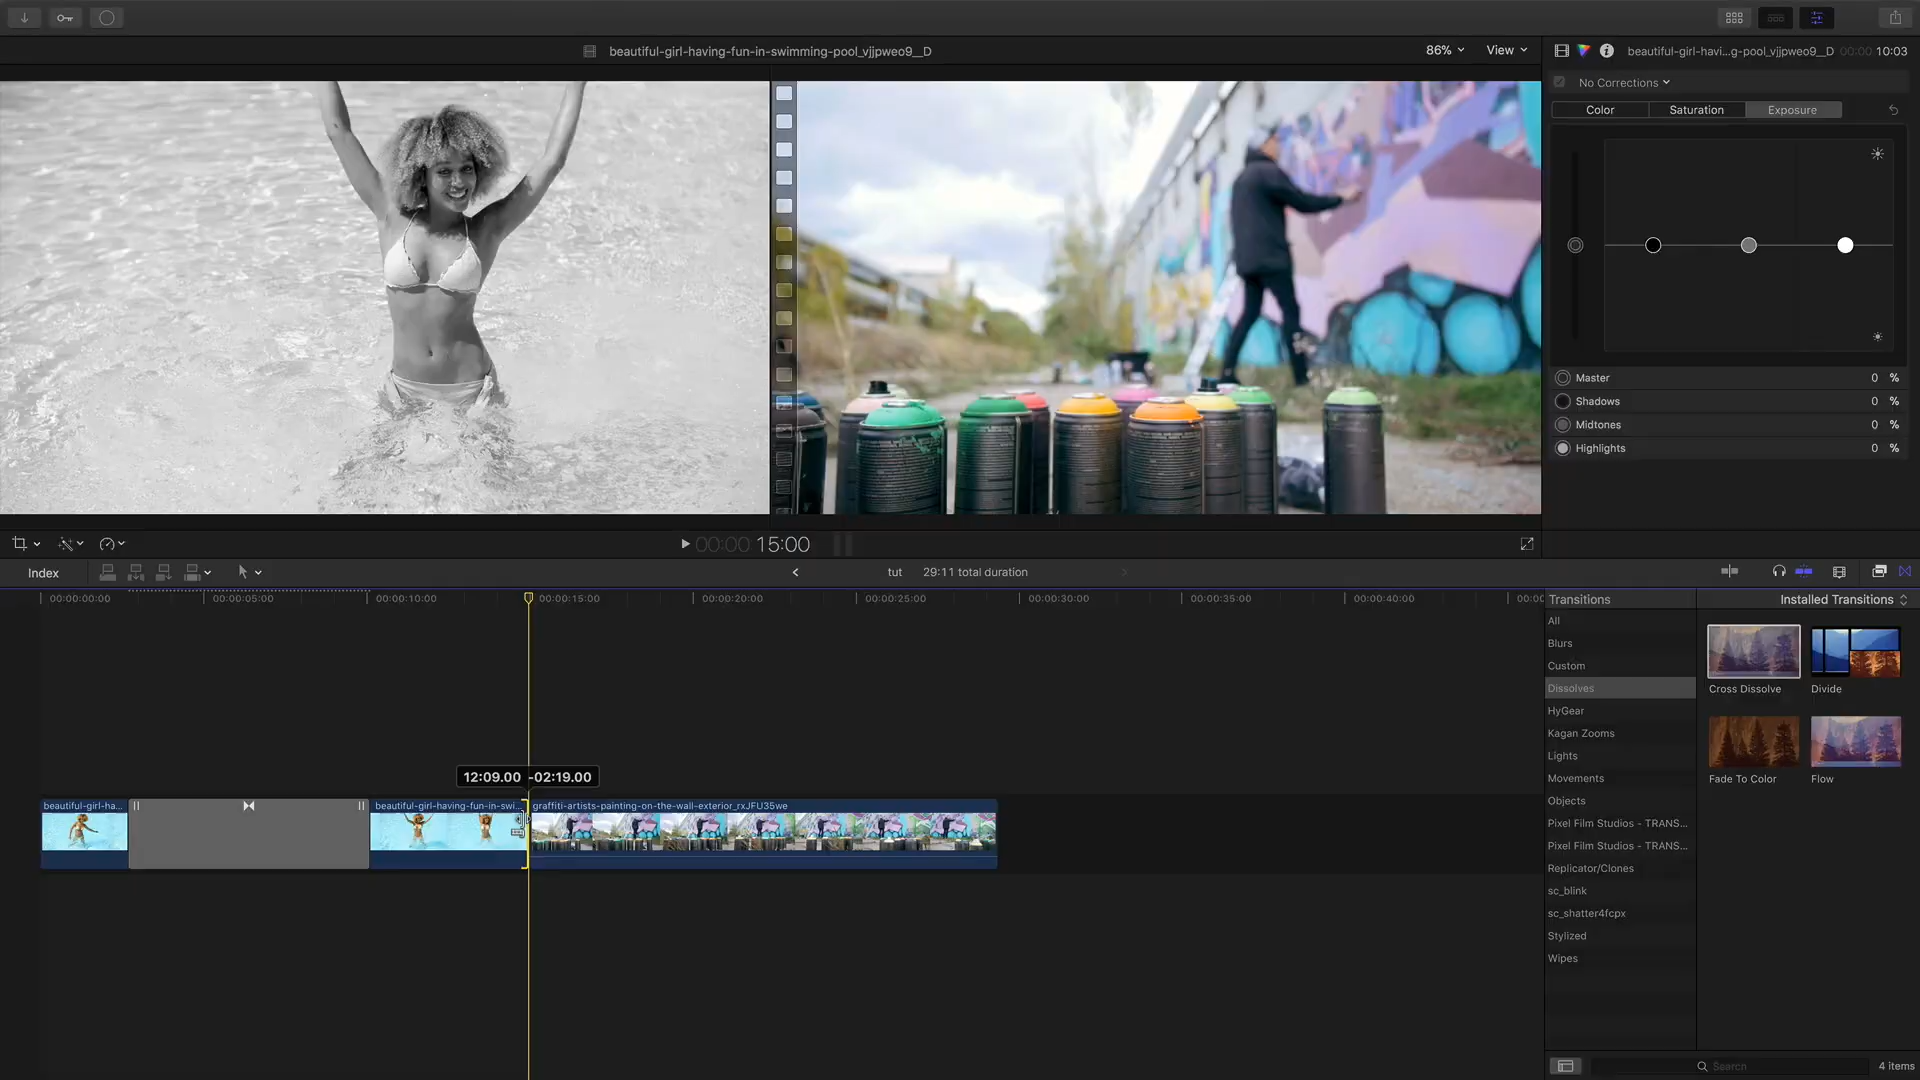 beautiful-girl-having-fun-in-swimming-pool_vjjpweo9__D
86%
View
beautiful-girl-havi...g-pool_vjjpweo9__D
00:00:10:03
No Corrections
Color
Saturation
Exposure
Master
0 %
Shadows
0 %
Midtones
0 %
Highlights
0 %
00:00:15:00
Index
tut
29:11 total duration
00:00:00:00
00:00:05:00
00:00:10:00
00:00:15:00
00:00:20:00
00:00:25:00
00:00:30:00
00:00:35:00
00:00:40:00
Transitions
Installed Transitions
All
Blurs
Custom
Dissolves
HyGear
Kagan Zooms
Lights
Movements
Objects
Pixel Film Studios - TRANS...
Pixel Film Studios - TRANS...
Replicator/Clones
sc_blink
sc_shatter4fcpx
Stylized
Wipes
Cross Dissolve
Divide
Fade To Color
Flow
12:09.00 -02:19.00
beautiful-girl-ha...
beautiful-girl-having-fun-in-swi...
graffiti-artists-painting-on-the-wall-exterior_rxJFU35we
Search
4 items